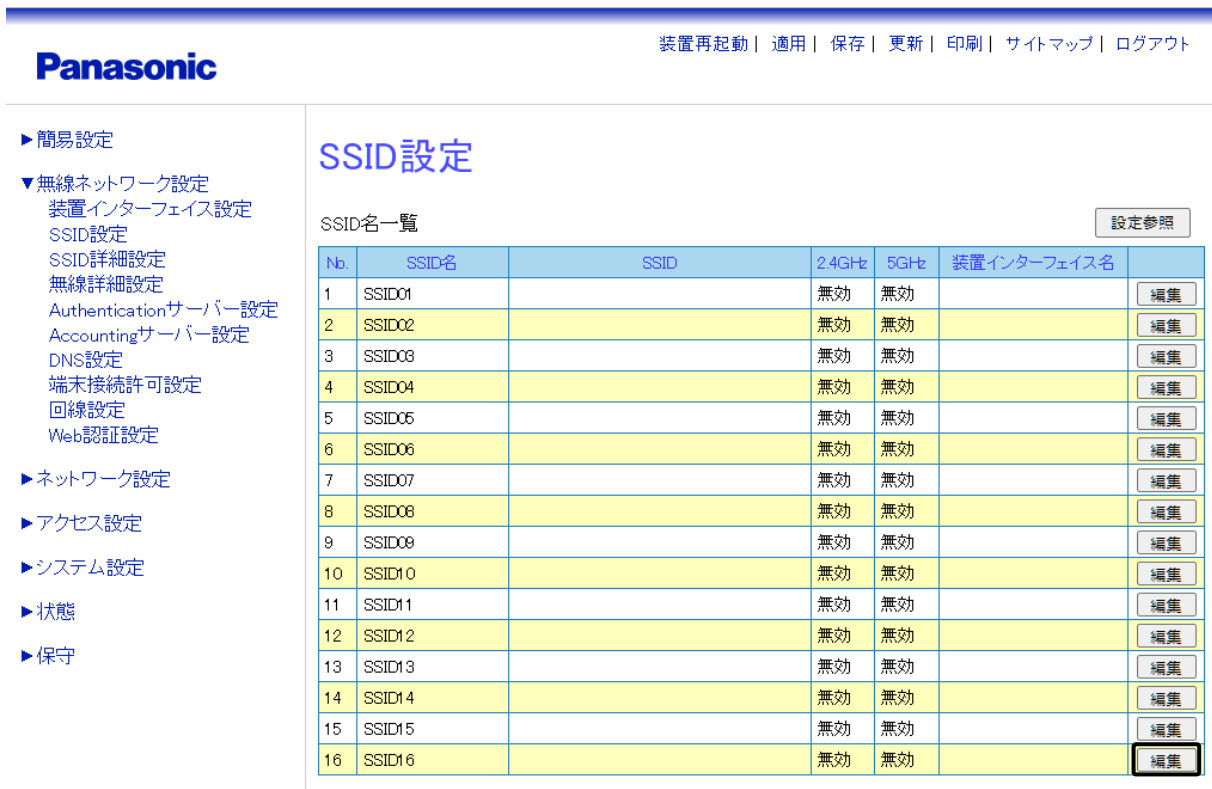 装置再起動| 適用| 保存| 更新| 印刷| サイトマップ| ログアウト
Panasonic
►簡易設定
▼無線ネットワーク設定
装置インターフェイス設定
SSID設定
SSID詳細設定
無線詳細設定
Authenticationサーバー設定
Accountingサーバー設定
DNS設定
端末接続許可設定
回線設定
Web認証設定
►ネットワーク設定
►アクセス設定
►システム設定
►状態
►保守
SSID設定
SSID名一覧 設定参照
No. SSID名 SSID 2.4GHz 5GHz 装置インターフェイス名
1 SSID01 無効 無効 編集
2 SSID02 無効 無効 編集
3 SSID03 無効 無効 編集
4 SSID04 無効 無効 編集
5 SSID05 無効 無効 編集
6 SSID06 無効 無効 編集
7 SSID07 無効 無効 編集
8 SSID08 無効 無効 編集
9 SSID09 無効 無効 編集
10 SSID10 無効 無効 編集
11 SSID11 無効 無効 編集
12 SSID12 無効 無効 編集
13 SSID13 無効 無効 編集
14 SSID14 無効 無効 編集
15 SSID15 無効 無効 編集
16 SSID16 無効 無効 編集